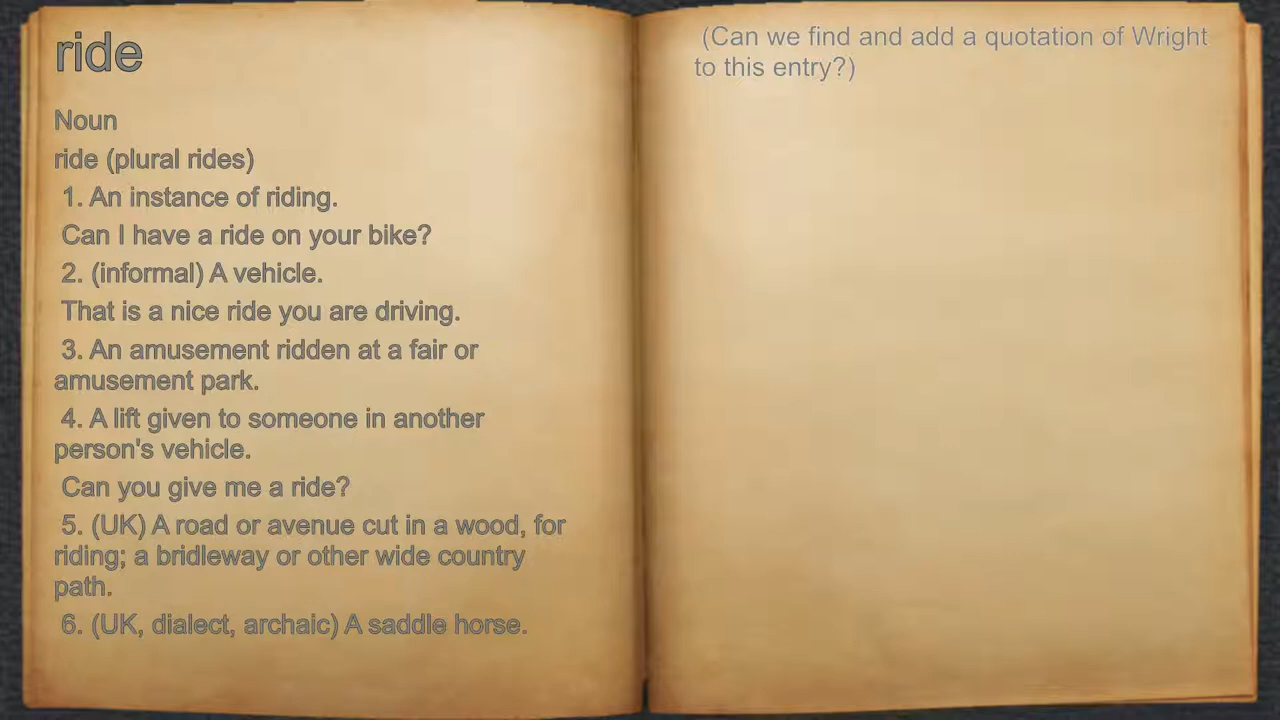 ride
Noun
ride (plural rides)
1. An instance of riding.
Can I have a ride on your bike?
2. (informal) A vehicle.
That is a nice ride you are driving.
3. An amusement ridden at a fair or
amusement park.
4. A lift given to someone in another
person's vehicle.
Can you give me a ride?
5. (UK) A road or avenue cut in a wood, for
riding; a bridleway or other wide country
path.
6. (UK, dialect, archaic) A saddle horse.
(Can we find and add a quotation of Wright
to this entry?)